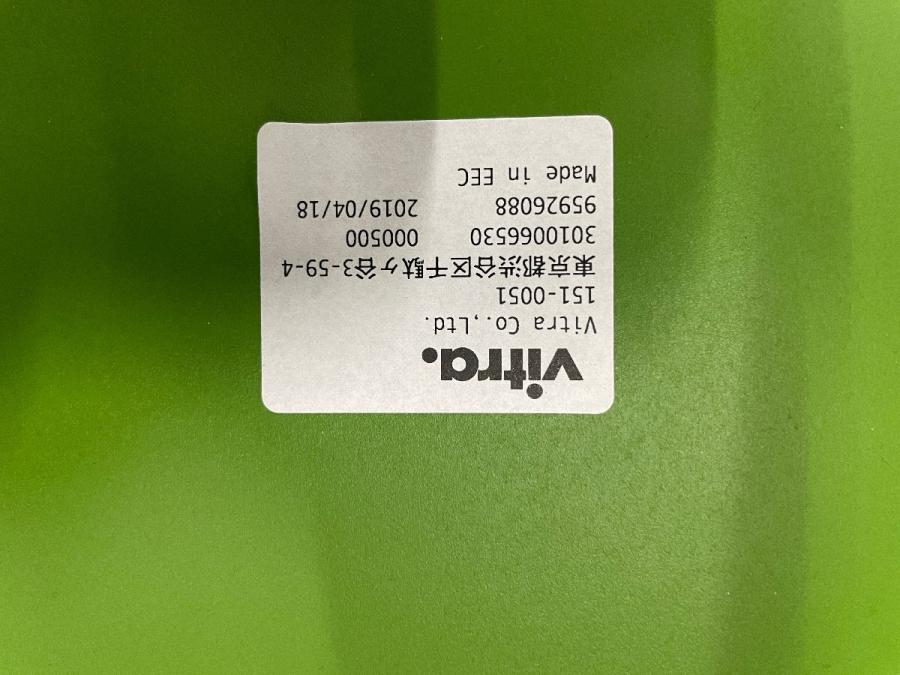 vitra.
Vitra Co.,Ltd.
151-0051
東京都渋谷区千駄ヶ谷3-59-4
3010066530 000500
95926088 2019/04/18
Made in EEC